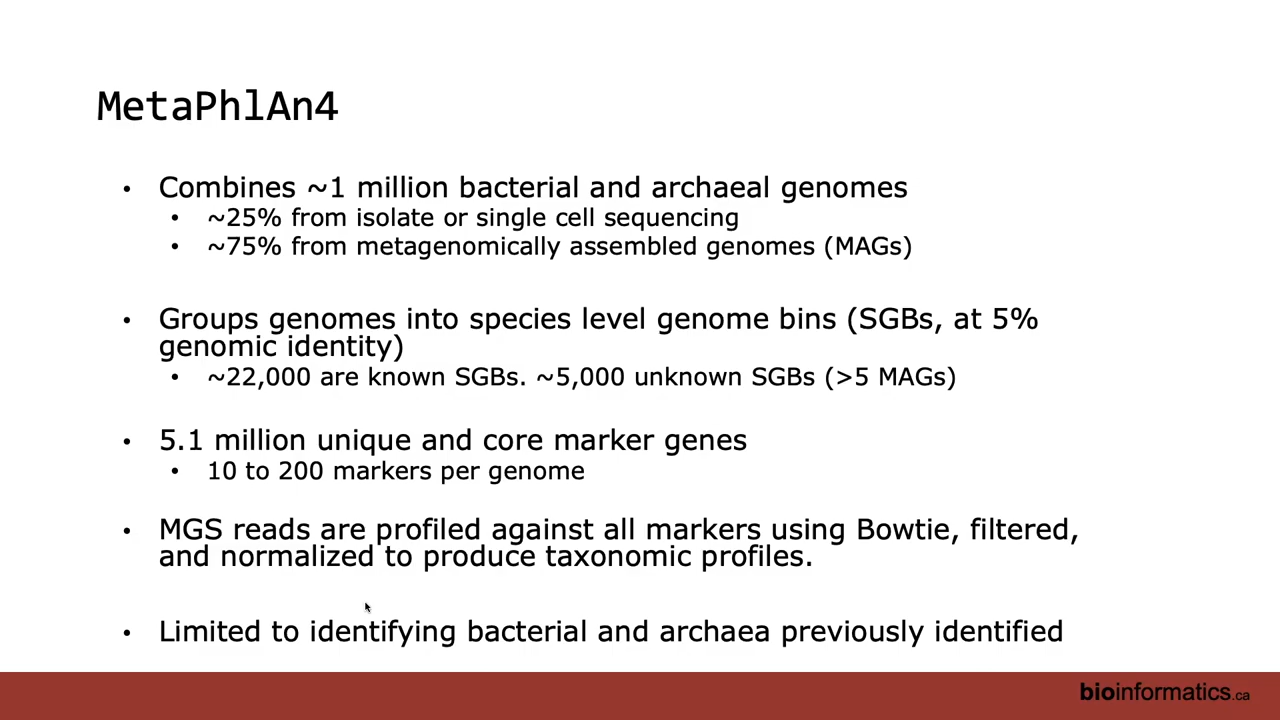 MetaPhlAn4
• Combines ~1 million bacterial and archaeal genomes
• ~25% from isolate or single cell sequencing
• ~75% from metagenomically assembled genomes (MAGs)
• Groups genomes into species level genome bins (SGBs, at 5%
genomic identity)
• ~22,000 are known SGBs. ~5,000 unknown SGBs (>5 MAGs)
• 5.1 million unique and core marker genes
• 10 to 200 markers per genome
• MGS reads are profiled against all markers using Bowtie, filtered,
and normalized to produce taxonomic profiles.
• Limited to identifying bacterial and archaea previously identified
bioinformatics.ca